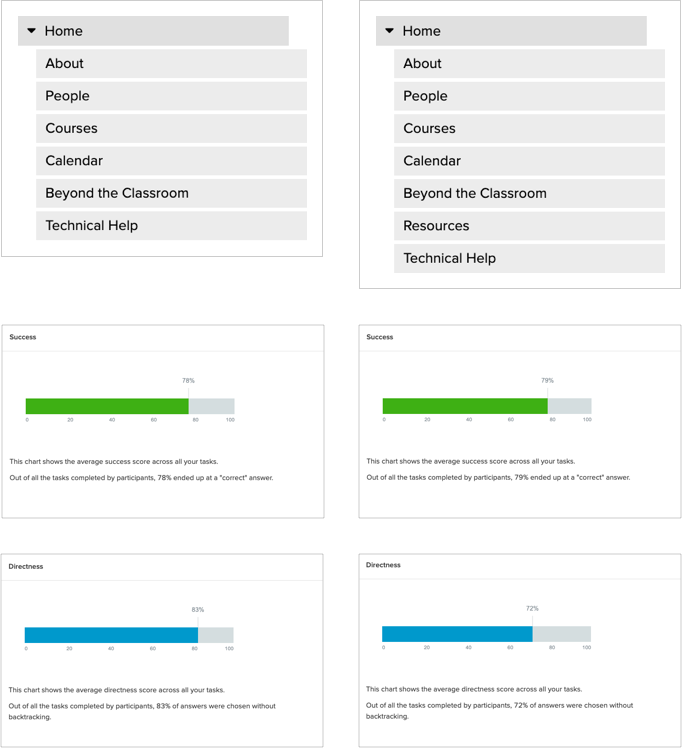 Home
About
People
Courses
Calendar
Beyond the Classroom
Technical Help
Home
About
People
Courses
Calendar
Beyond the Classroom
Resources
Technical Help
Success
78%
0 20 40 60 80 100
This chart shows the average success score across all your tasks.
Out of all the tasks completed by participants, 78% ended up at a "correct" answer.
Success
79%
0 20 40 60 80 100
This chart shows the average success score across all your tasks.
Out of all the tasks completed by participants, 79% ended up at a "correct" answer.
Directness
83%
0 20 40 60 80 100
This chart shows the average directness score across all your tasks.
Out of all the tasks completed by participants, 83% of answers were chosen without
backtracking.
Directness
72%
0 20 40 60 80 100
This chart shows the average directness score across all your tasks.
Out of all the tasks completed by participants, 72% of answers were chosen without
backtracking.